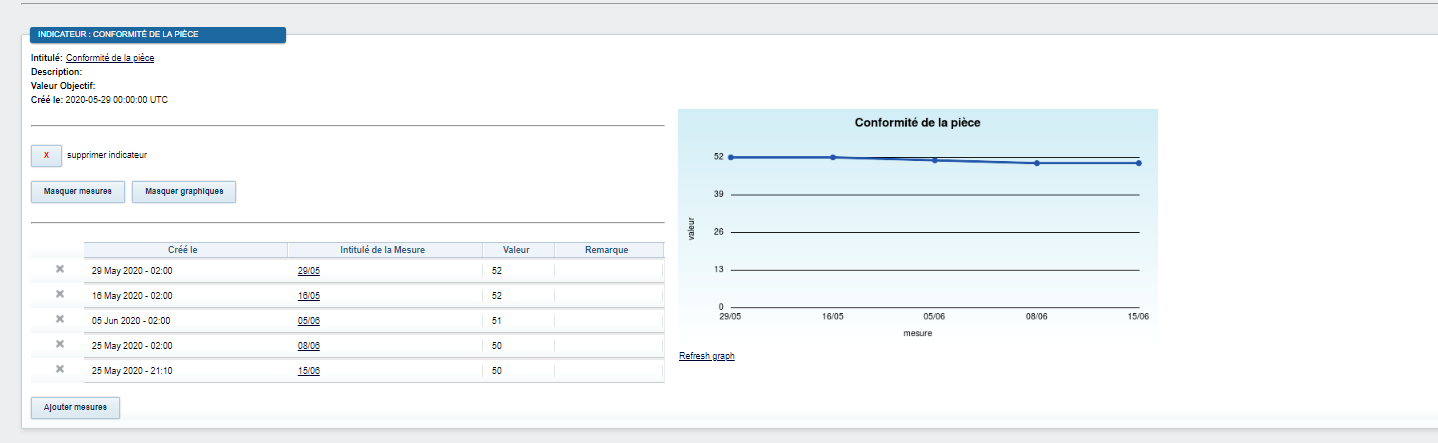 INDICATEUR : CONFORMITÉ DE LA PIÈCE
Intitulé: Conformité de la pièce
Description:
Valeur Objectif:
Créé le: 2020-05-29 00:00:00 UTC
x supprimer indicateur
Masquer mesures Masquer graphiques
Créé le Intitulé de la Mesure Valeur Remarque
29 May 2020 - 02:00 29/05 52
16 May 2020 - 02:00 16/05 52
05 Jun 2020 - 02:00 05/06 51
25 May 2020 - 02:00 08/06 50
25 May 2020 - 21:10 15/06 50
Ajouter mesures
Conformité de la pièce
52
39
26
13
0
valeur
29/05 16/05 05/06 08/06 15/06
mesure
Refresh graph